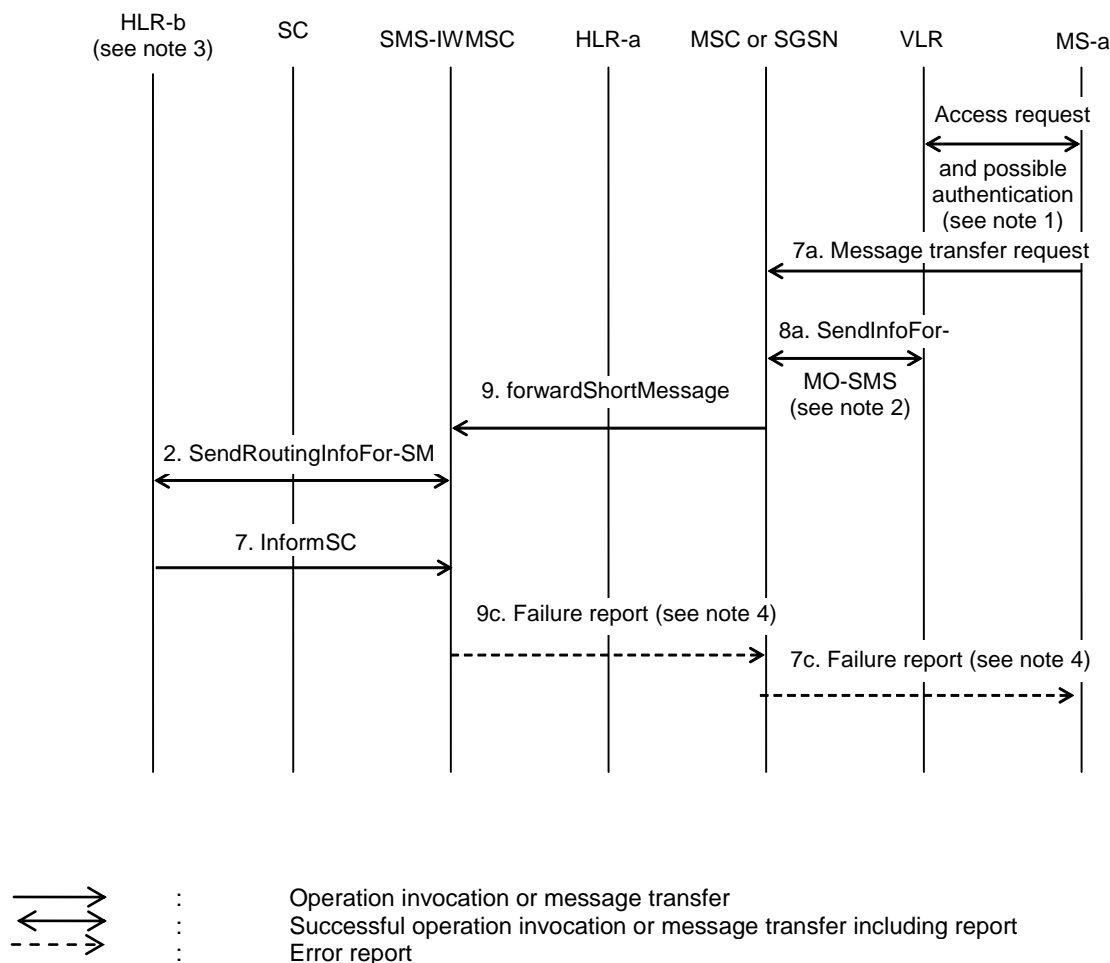 HLR-b
(see note 3)
SC
SMS-IWMSC
HLR-a
MSC or SGSN
VLR
MS-a
Access request
and possible
authentication
(see note 1)
7a. Message transfer request
8a. SendInfoFor-
MO-SMS
(see note 2)
9. forwardShortMessage
2. SendRoutingInfoFor-SM
7. InformSC
9c. Failure report (see note 4)
7c. Failure report (see note 4)
: Operation invocation or message transfer
: Successful operation invocation or message transfer including report
: Error report